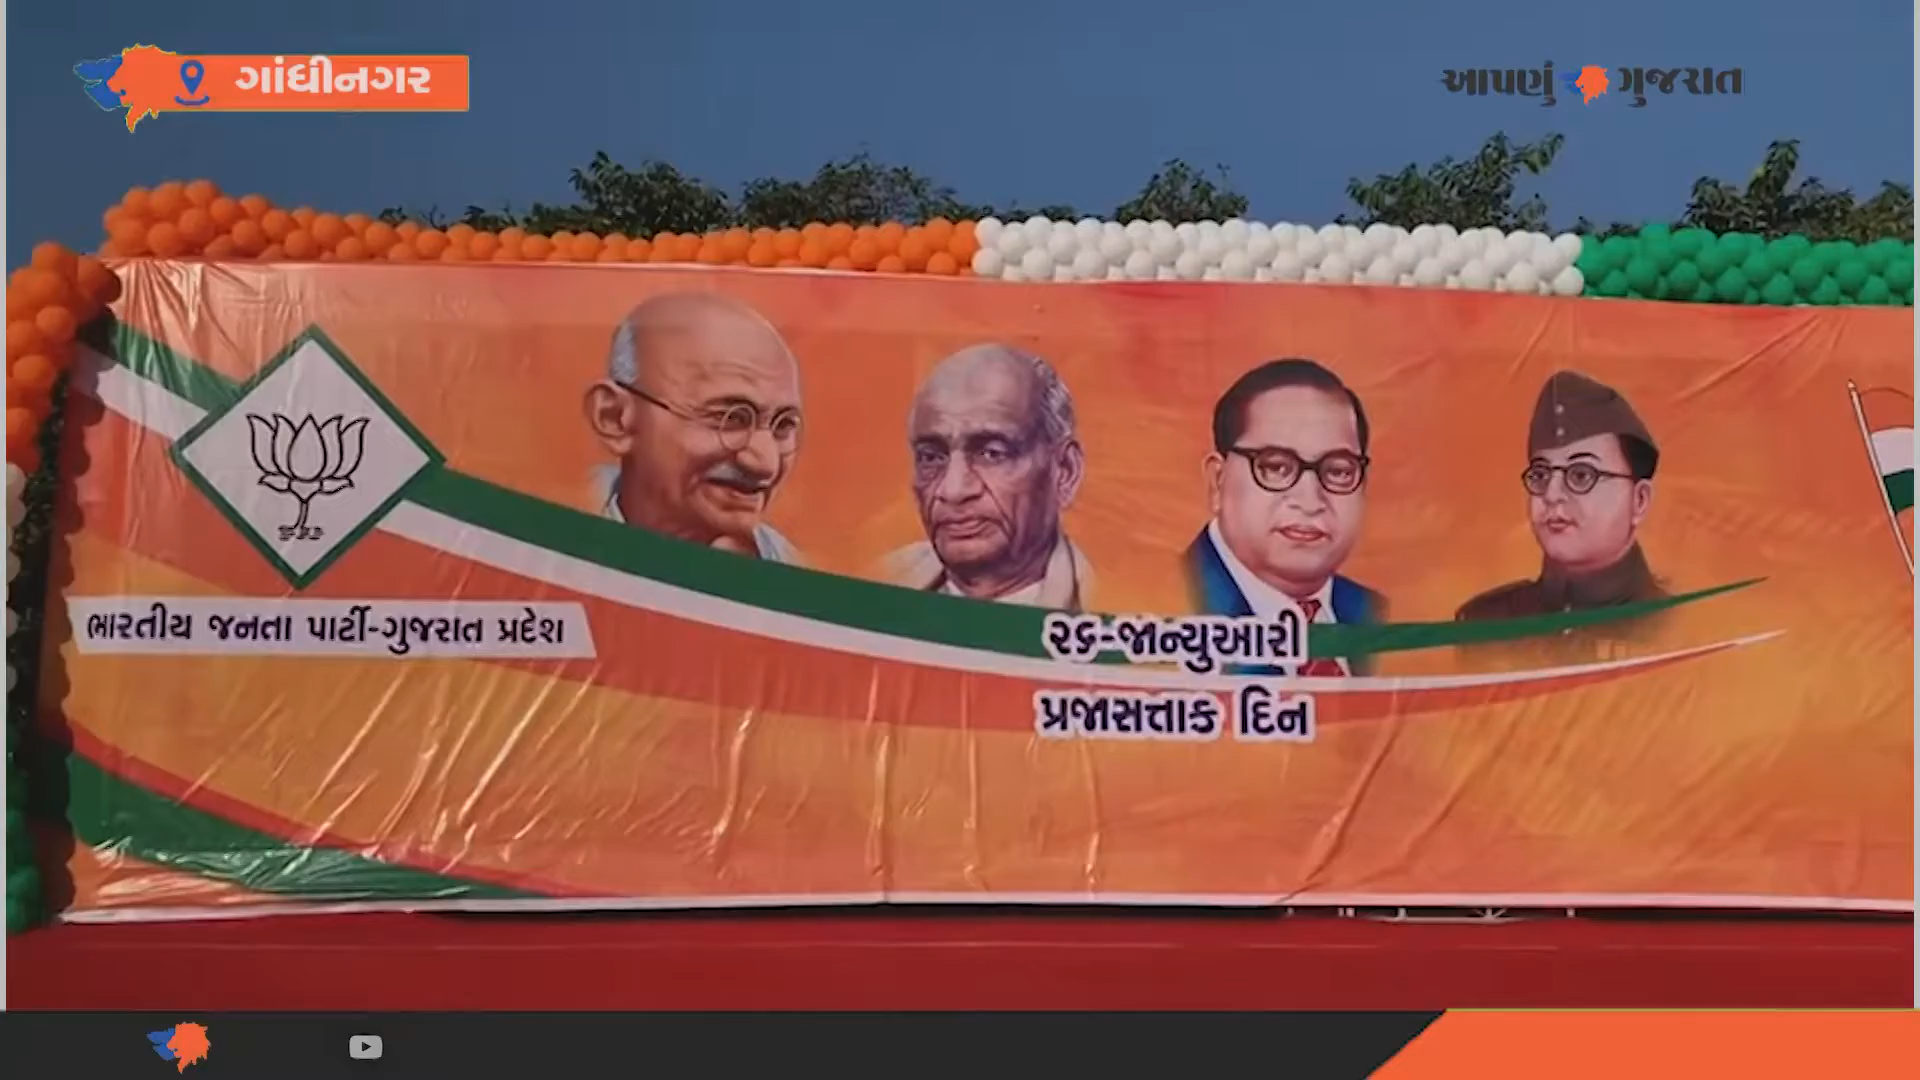 ગાંધીનગર
આપણું ગુજરાત
ભારતીય જનતા પાર્ટી-ગુજરાત પ્રદેશ
૨૬-જાન્યુઆરી
પ્રજાસત્તાક દિન